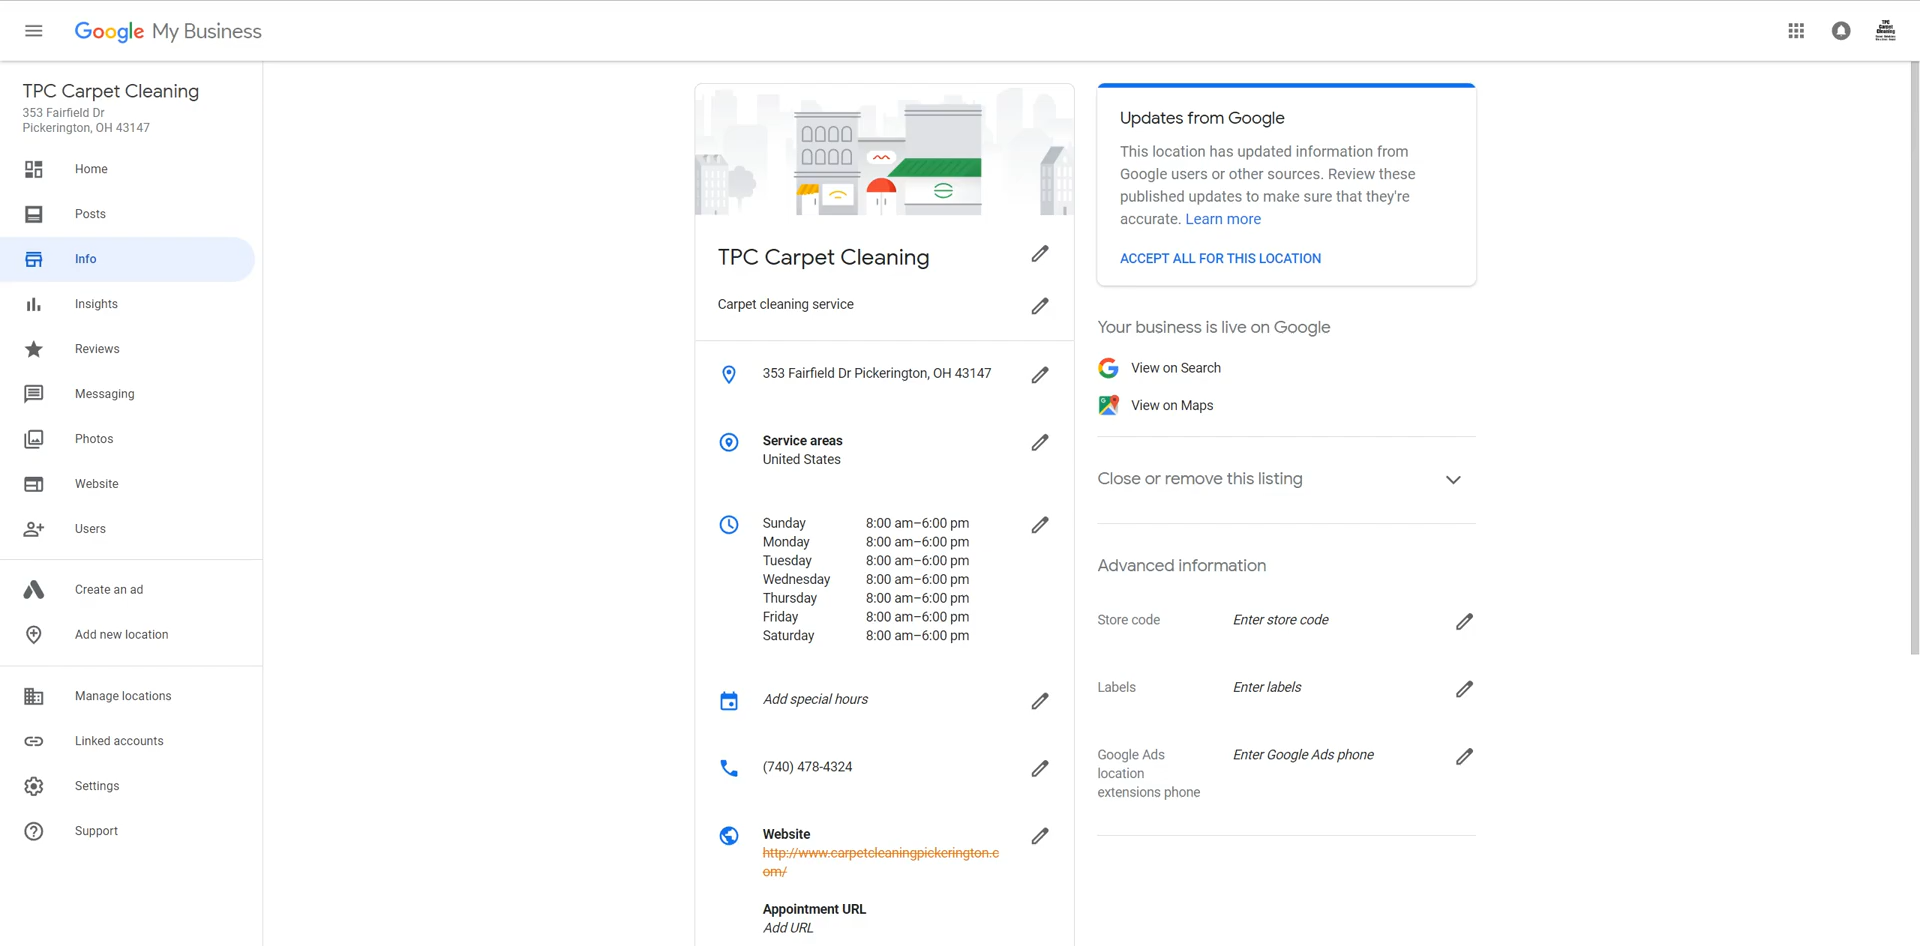 Google My Business
TPC
Carpet
Cleaning
TPC Carpet Cleaning
353 Fairfield Dr
Pickerington, OH 43147
Home
Posts
Info
Insights
Reviews
Messaging
Photos
Website
Users
Create an ad
Add new location
Manage locations
Linked accounts
Settings
Support
TPC Carpet Cleaning
Carpet cleaning service
353 Fairfield Dr Pickerington, OH 43147
Service areas
United States
Sunday 8:00 am–6:00 pm
Monday 8:00 am–6:00 pm
Tuesday 8:00 am–6:00 pm
Wednesday 8:00 am–6:00 pm
Thursday 8:00 am–6:00 pm
Friday 8:00 am–6:00 pm
Saturday 8:00 am–6:00 pm
Add special hours
(740) 478-4324
Website
http://www.carpetcleaningpickerington.c
om/
Appointment URL
Add URL
Updates from Google
This location has updated information from
Google users or other sources. Review these
published updates to make sure that they're
accurate. Learn more
ACCEPT ALL FOR THIS LOCATION
Your business is live on Google
View on Search
View on Maps
Close or remove this listing
Advanced information
Store code Enter store code
Labels Enter labels
Google Ads Enter Google Ads phone
location
extensions phone